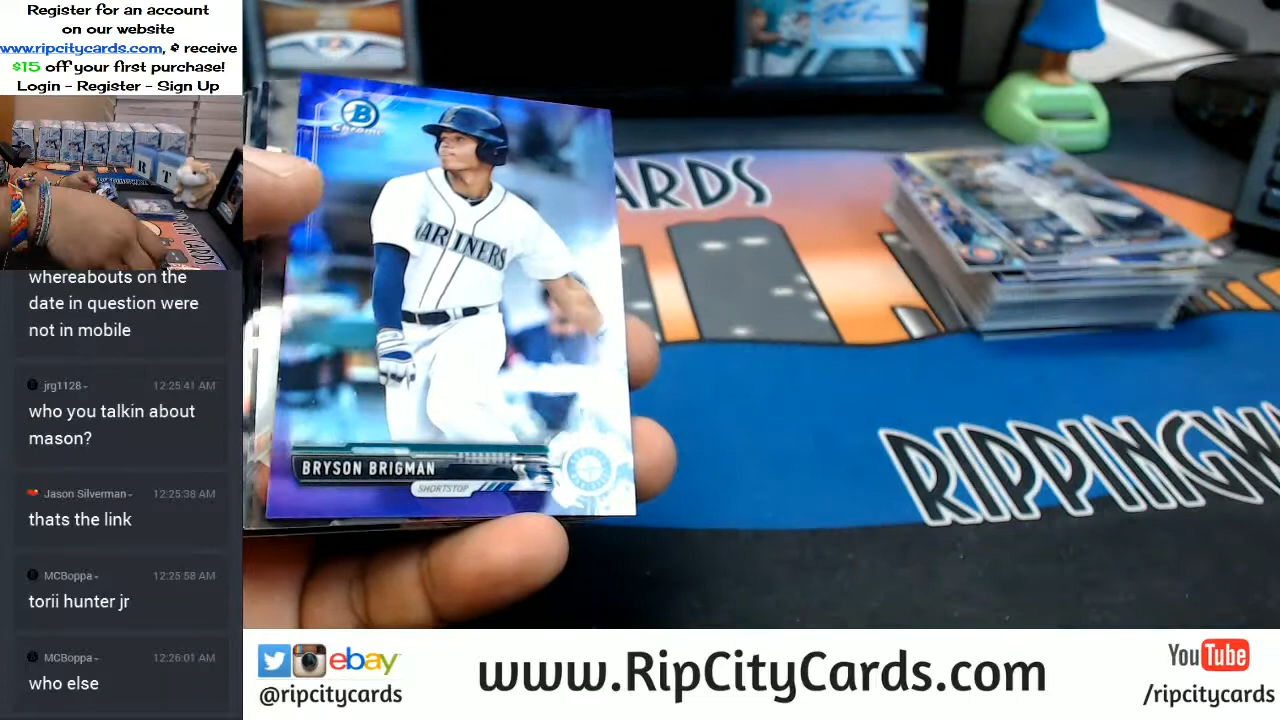 Register for an account
on our website
www.ripcitycards.com, & receive
$15 off your first purchase!
Login - Register - Sign Up
whereabouts on the
date in question were
not in mobile
jrg1128
12:25:41 AM
who you talkin about
mason?
Jason Silverman
12:25:38 AM
thats the link
MCBoppa
12:25:58 AM
torii hunter jr
MCBoppa
12:26:01 AM
who else
B
Chrome
MARINERS
BRYSON BRIGMAN
SHORTSTOP
CARDS
RIPPINGW
R T
ebay
@ripcitycards
www.RipCityCards.com
YouTube
/ripcitycards